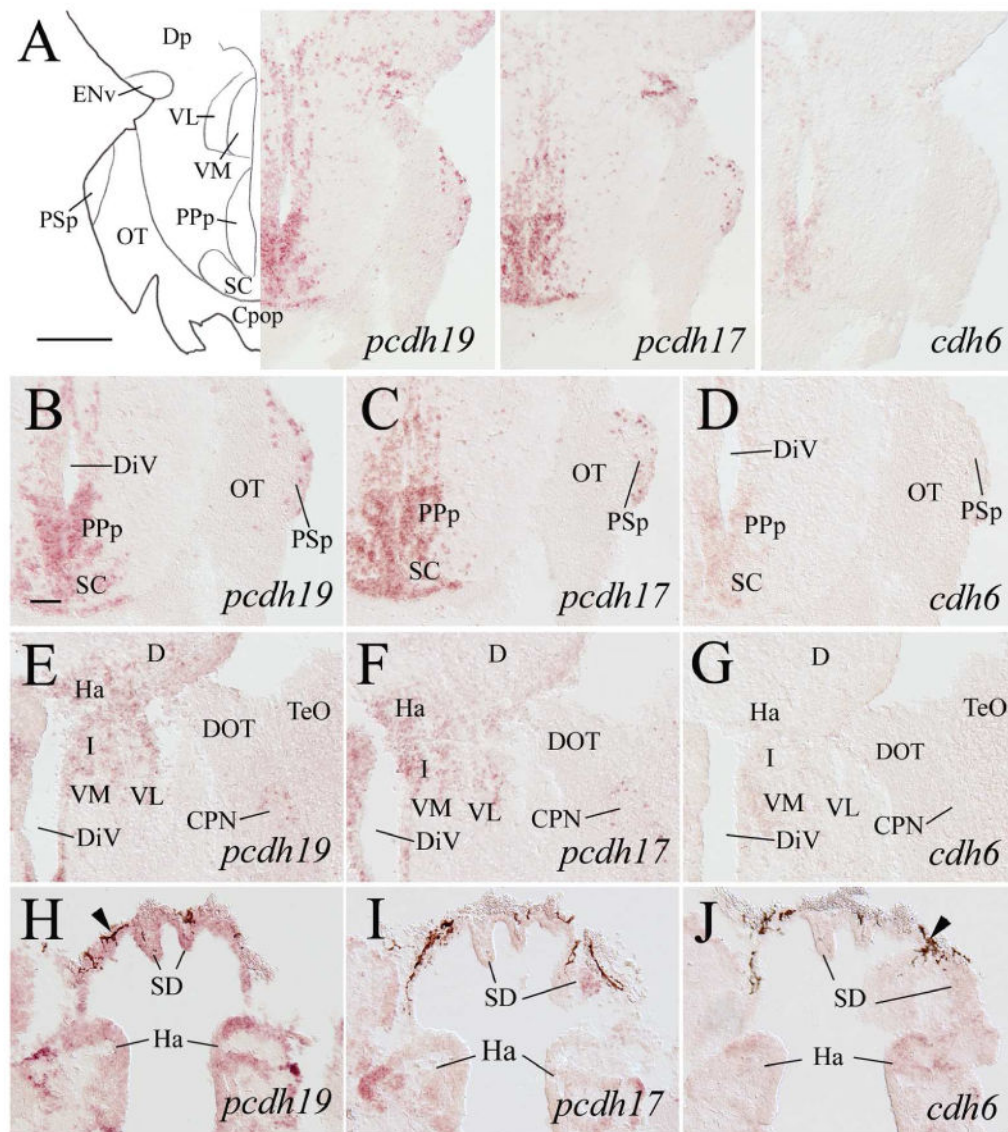 A
Dp
ENv
VL
VM
PSp
PPp
OT
SC
Cpop
pcdh19
pcdh17
cdh6
B
DiV
OT
PPp
PSp
SC
pcdh19
C
OT
PPp
PSp
SC
pcdh17
D
DiV
OT
PPp
PSp
SC
cdh6
E
D
Ha
TeO
DOT
I
VM
VL
CPN
DiV
pcdh19
F
D
Ha
DOT
I
VM
VL
CPN
DiV
pcdh17
G
D
Ha
TeO
DOT
I
VM
VL
CPN
DiV
cdh6
H
SD
Ha
pcdh19
I
SD
Ha
pcdh17
J
SD
Ha
cdh6